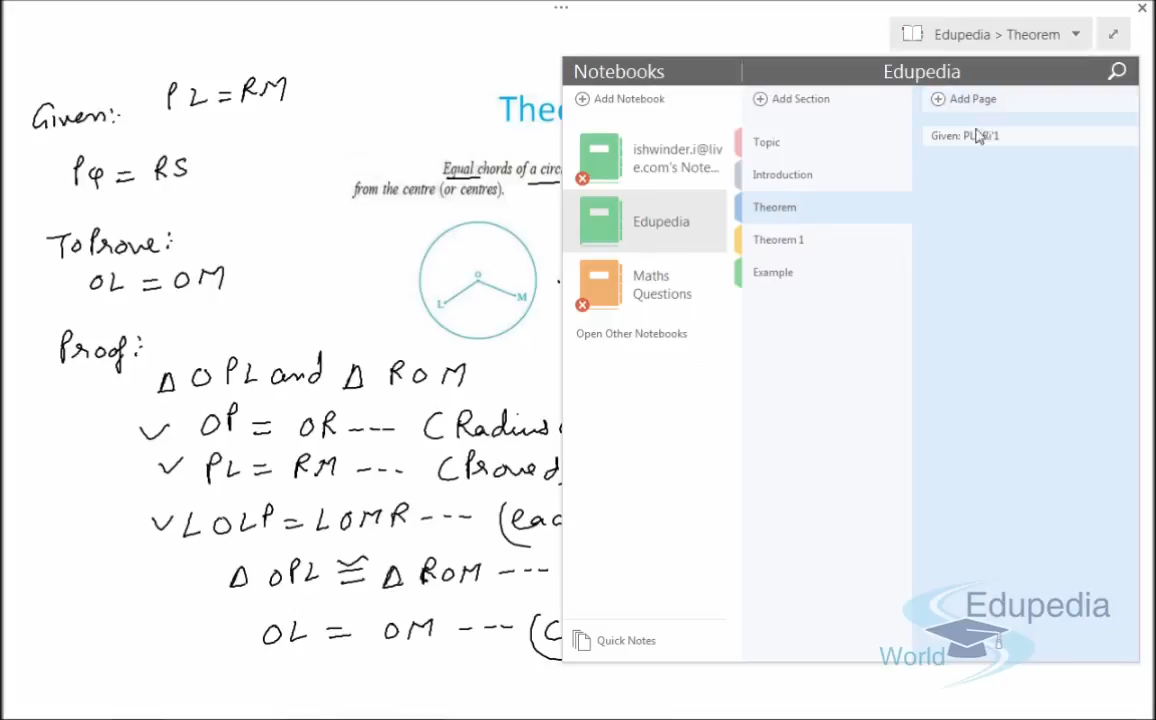 Edupedia > Theorem
Notebooks
Edupedia
Add Notebook
Add Section
Add Page
ishwinder.i@liv
e.com's Note...
Edupedia
Maths
Questions
Open Other Notebooks
Quick Notes
Topic
Introduction
Theorem
Theorem 1
Example
Given: PL
Given:- PL = RM
PQ = RS
To Prove:
OL = OM
Proof:
Δ OPL and Δ ROM
✓ OP = OR --- (Radius
✓ PL = RM --- (Proved
✓ ∠OLP = ∠OMR ---
Δ OPL ≅ Δ ROM ---
OL = OM --- (C
Equal chords of a
from the centre (or centres).
O
L
M
Edupedia
World